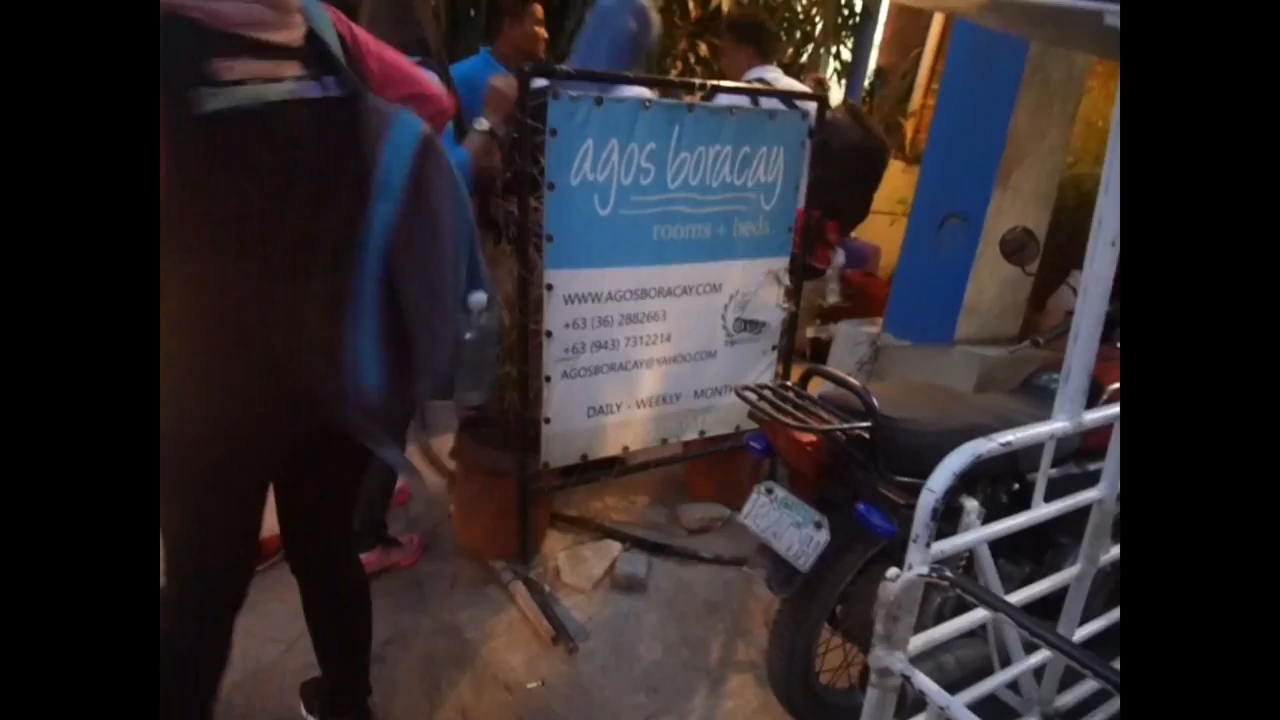 agos boracay
rooms + beds
WWW.AGOSBORACAY.COM
+63 (36) 2882663
+63 (943) 7312214
AGOSBORACAY@YAHOO.COM
DAILY - WEEKLY - MONTH